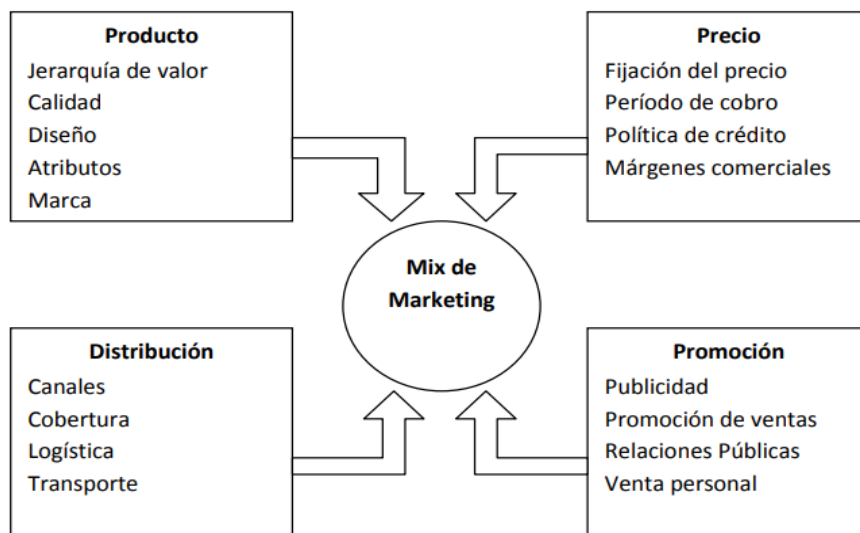 Producto
Jerarquía de valor
Calidad
Diseño
Atributos
Marca
Precio
Fijación del precio
Período de cobro
Política de crédito
Márgenes comerciales
Mix de
Marketing
Distribución
Canales
Cobertura
Logística
Transporte
Promoción
Publicidad
Promoción de ventas
Relaciones Públicas
Venta personal